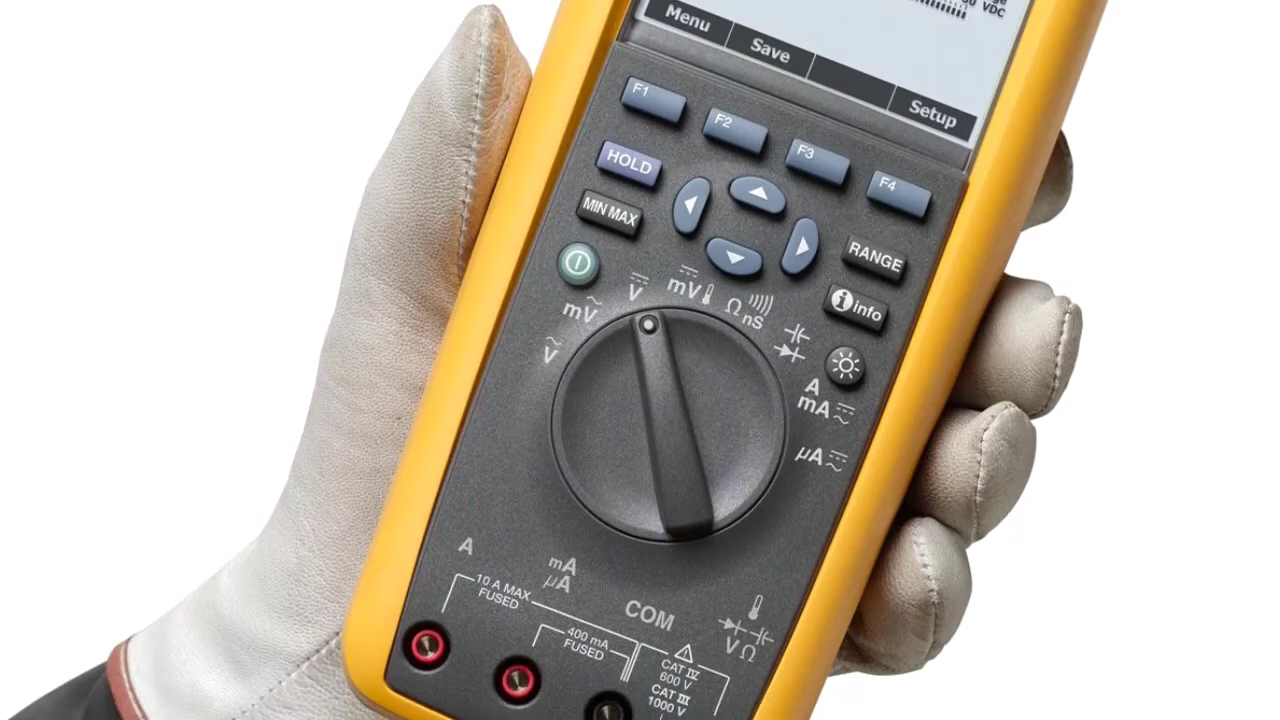 VDC
Menu
Save
Setup
F1
F2
F3
F4
HOLD
MIN MAX
RANGE
info
V
mV
mV
Ω
nS
V
A
mA
µA
A
mA
µA
10 A MAX
FUSED
400 mA
FUSED
COM
VΩ
CAT IV
600 V
CAT III
1000 V